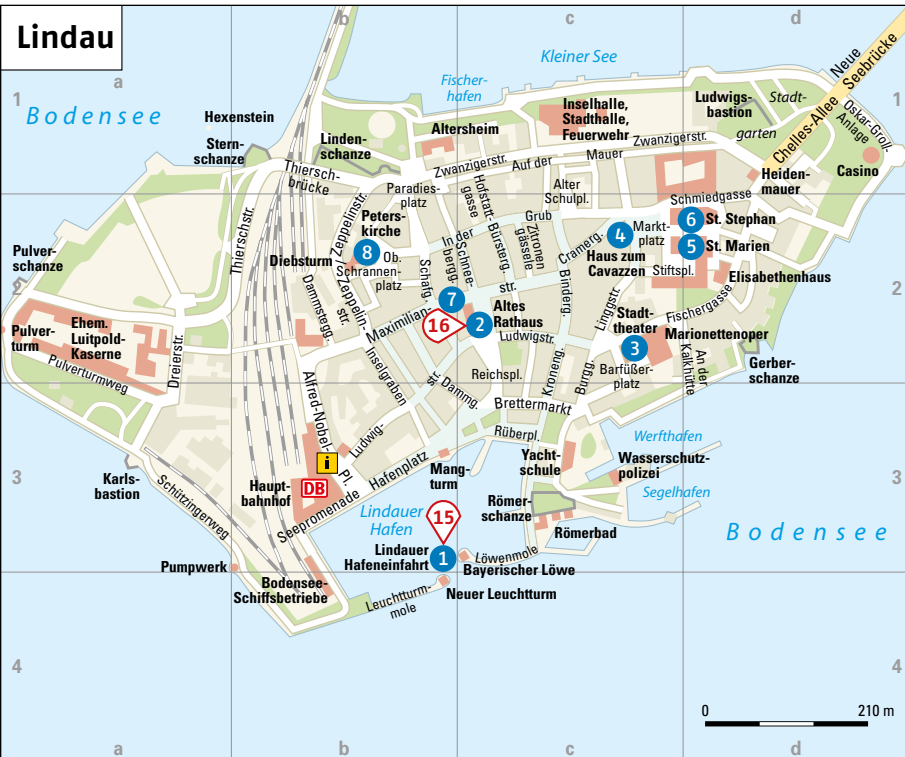 Lindau
a
b
c
d
1
1
Bodensee
Kleiner See
Fischer-
hafen
Neue
Seebrücke
Chelles-Allee
Stadt-
garten
Oskar-Groll-
Anlage
Hexenstein
Stern-
schanze
Linden-
schanze
Altersheim
Inselhalle,
Stadthalle,
Feuerwehr
Ludwigs-
bastion
Casino
Heiden-
mauer
Thiersch-
brücke
Zwanzigerstr.
Auf der
Mauer
Zwanzigerstr.
Paradies-
platz
Hofstatt-
gasse
Alter
Schulpl.
Schmiedgasse
Thierschstr.
Zeppelinstr.
Peters-
kirche
8
Ob.
Schrannen-
platz
Diebsturm
In der
Grub
Schnee-
bergg.
Bürsterg.
Zitronen
gässele
Cramerg.
4
Markt-
platz
Haus zum
Cavazzen
6
St. Stephan
5
St. Marien
Stiftspl.
Elisabethenhaus
2
2
Pulver-
schanze
Pulver-
turm
Ehem.
Luitpold-
Kaserne
Pulverturmweg
Dreierstr.
Dammstegg.
Zeppelin-
str.
Schafg.
Maximilian-
str.
7
16
2
Altes
Rathaus
Binderg.
Linggstr.
Stadt-
theater
3
Marionettenoper
Fischergasse
Barfüßer-
platz
An der
Kalkhütte
Gerber-
schanze
Ludwigstr.
Reichspl.
Kroneng.
Burgg.
Inselgraben
Dammg.
Brettermarkt
Alfred-Nobel-
Pl.
Ludwig-
str.
3
3
i
Haupt-
bahnhof
DB
Hafenplatz
Seepromenade
Mang-
turm
Rüberpl.
Yacht-
schule
Werfthafen
Wasserschutz-
polizei
Segelhafen
Karls-
bastion
Schützingerweg
Lindauer
Hafen
15
Römer-
schanze
Römerbad
Bodensee
Lindauer
Hafeneinfahrt
1
Löwenmole
Bayerischer Löwe
Pumpwerk
Bodensee-
Schiffsbetriebe
Leuchtturm-
mole
Neuer Leuchtturm
4
4
0
210 m
a
b
c
d